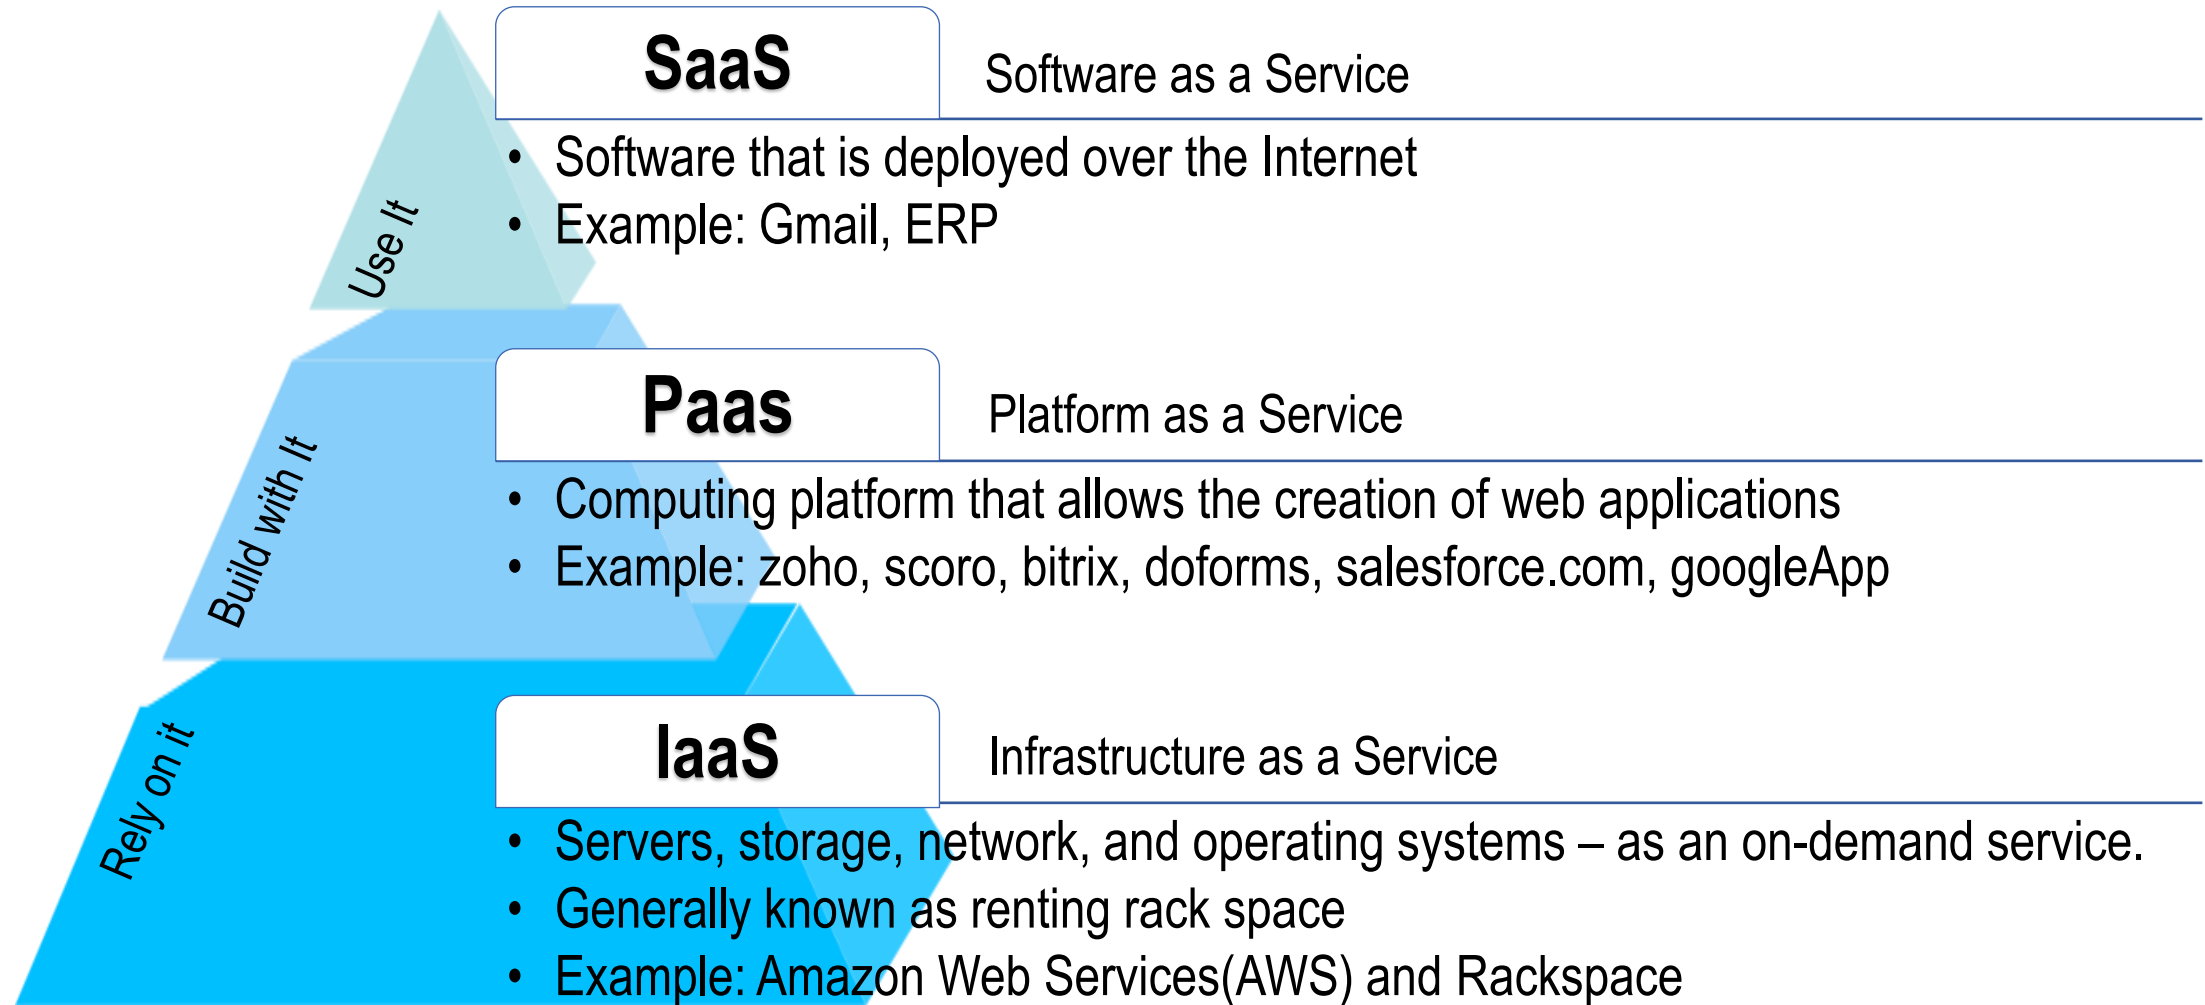 SaaS
Software as a Service
• Software that is deployed over the Internet
• Example: Gmail, ERP
Use It
Paas
Platform as a Service
• Computing platform that allows the creation of web applications
• Example: zoho, scoro, bitrix, doforms, salesforce.com, googleApp
Build with It
IaaS
Infrastructure as a Service
• Servers, storage, network, and operating systems – as an on-demand service.
• Generally known as renting rack space
• Example: Amazon Web Services(AWS) and Rackspace
Rely on it